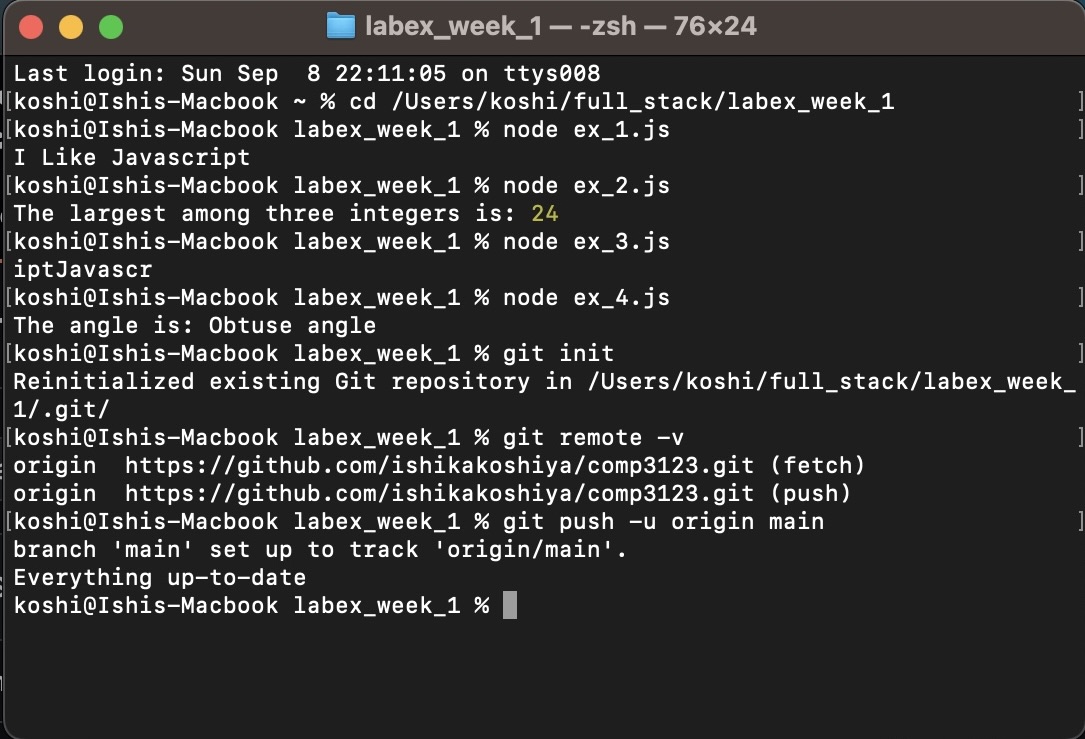 labex_week_1 — -zsh — 76×24
Last login: Sun Sep  8 22:11:05 on ttys008
[koshi@Ishis-Macbook ~ % cd /Users/koshi/full_stack/labex_week_1 ]
[koshi@Ishis-Macbook labex_week_1 % node ex_1.js ]
I Like Javascript
[koshi@Ishis-Macbook labex_week_1 % node ex_2.js ]
The largest among three integers is: 24
[koshi@Ishis-Macbook labex_week_1 % node ex_3.js ]
iptJavascr
[koshi@Ishis-Macbook labex_week_1 % node ex_4.js ]
The angle is: Obtuse angle
[koshi@Ishis-Macbook labex_week_1 % git init ]
Reinitialized existing Git repository in /Users/koshi/full_stack/labex_week_
1/.git/
[koshi@Ishis-Macbook labex_week_1 % git remote -v ]
origin  https://github.com/ishikakoshiya/comp3123.git (fetch)
origin  https://github.com/ishikakoshiya/comp3123.git (push)
[koshi@Ishis-Macbook labex_week_1 % git push -u origin main ]
branch 'main' set up to track 'origin/main'.
Everything up-to-date
koshi@Ishis-Macbook labex_week_1 %